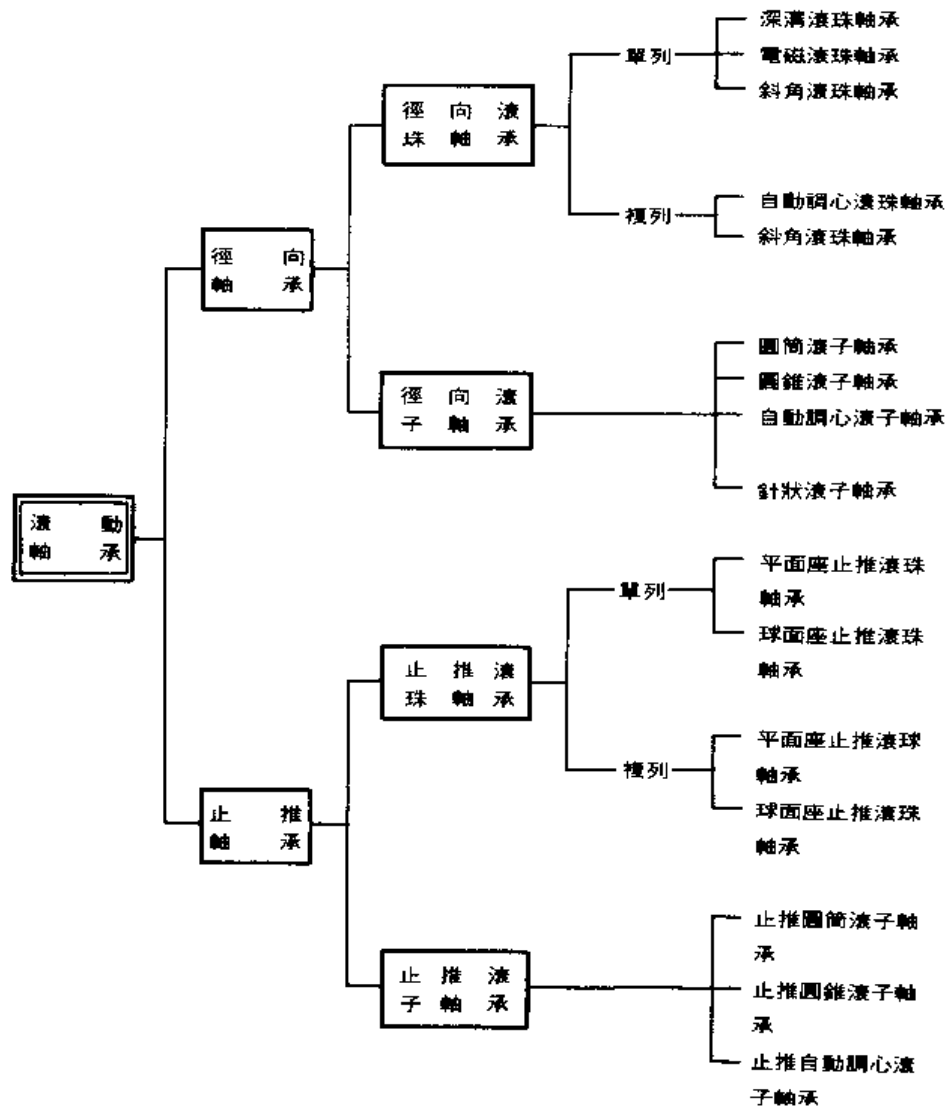 深溝滾珠軸承
單列
電磁滾珠軸承
斜角滾珠軸承
徑向滾
珠軸承
自動調心滾珠軸承
複列
斜角滾珠軸承
徑向
軸承
圓筒滾子軸承
圓錐滾子軸承
自動調心滾子軸承
針狀滾子軸承
徑向滾
子軸承
滾動
軸承
平面座止推滾珠
軸承
單列
球面座止推滾珠
軸承
止推滾
珠軸承
平面座止推滾球
軸承
複列
球面座止推滾珠
軸承
止推
軸承
止推圓筒滾子軸
承
止推滾
子軸承
止推圓錐滾子軸
承
止推自動調心滾
子軸承